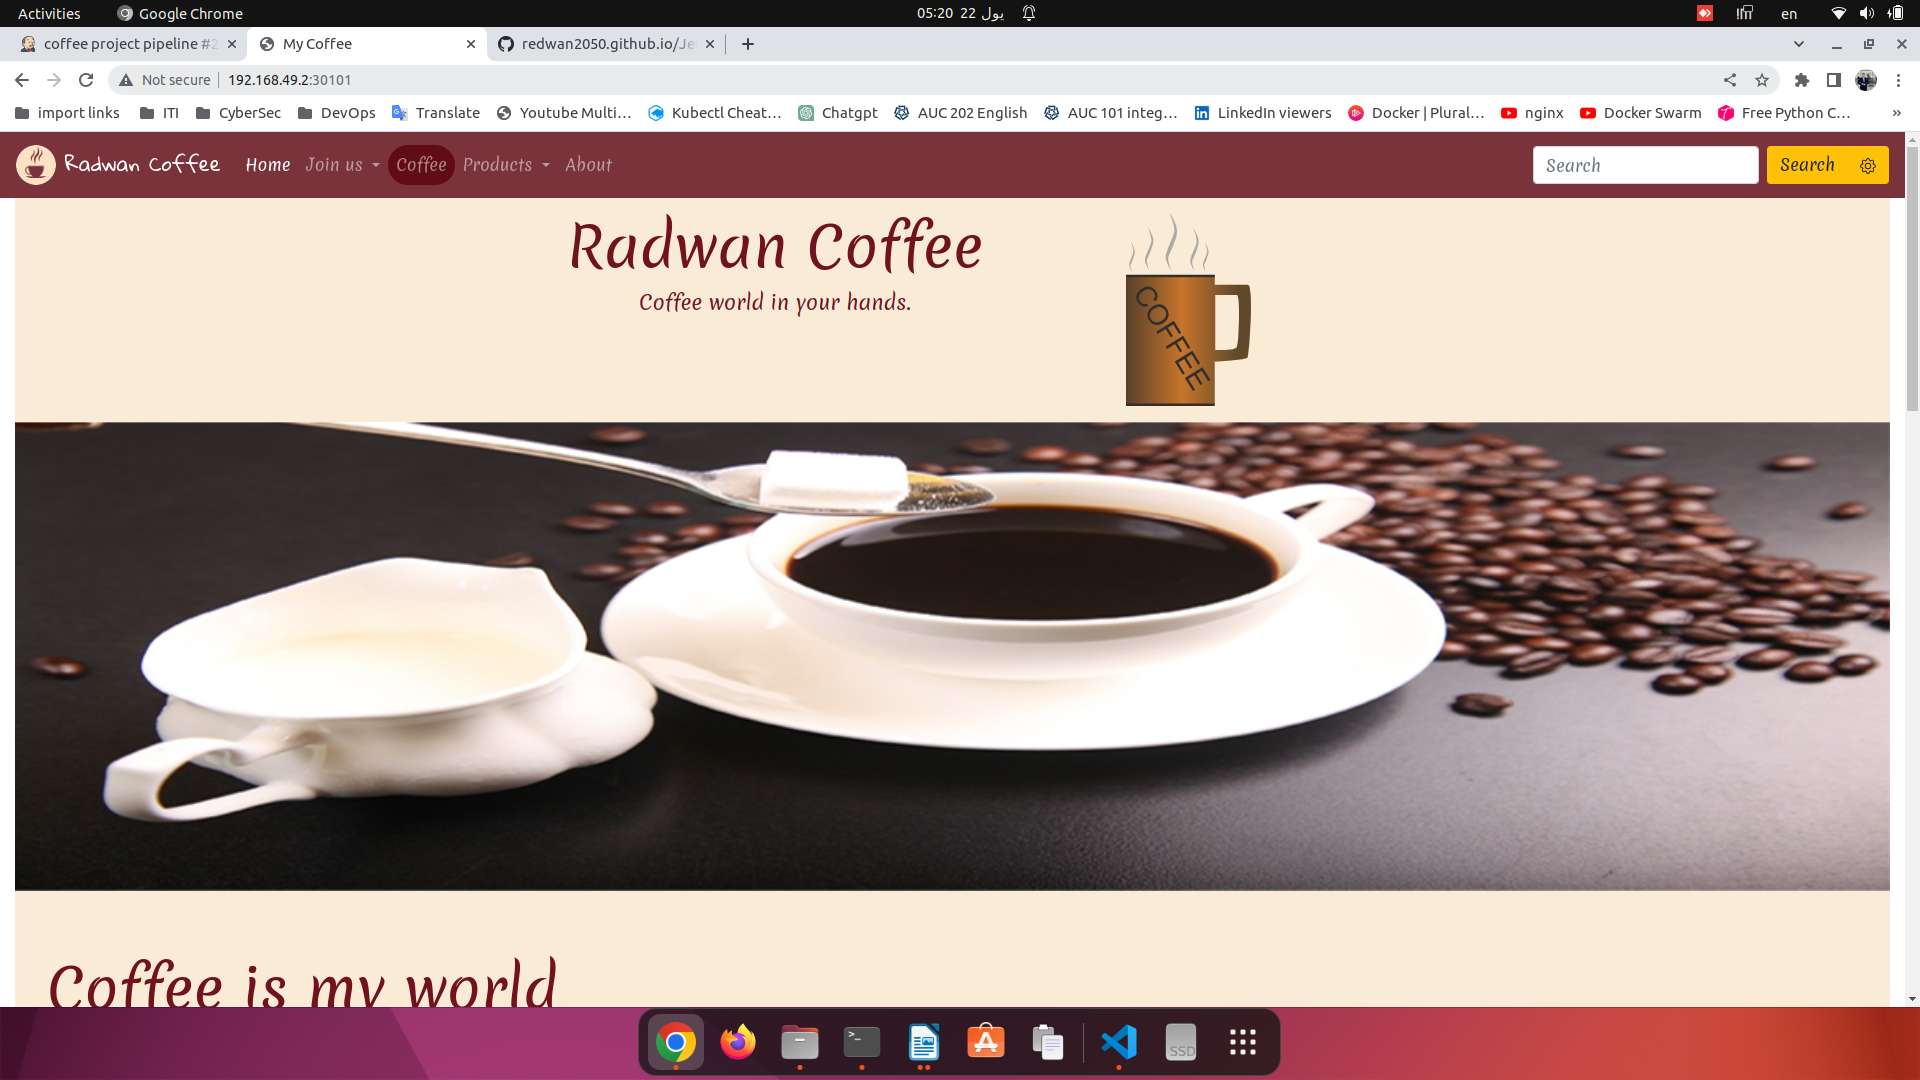 Activities
Google Chrome
05:20 22 يول
en
coffee project pipeline #2
My Coffee
redwan2050.github.io/Je
Not secure
192.168.49.2:30101
import links
ITI
CyberSec
DevOps
Translate
Youtube Multi...
Kubectl Cheat...
Chatgpt
AUC 202 English
AUC 101 integ...
LinkedIn viewers
Docker | Plural...
nginx
Docker Swarm
Free Python C...
»
Radwan Coffee
Home
Join us
Coffee
Products
About
Search
Search
Radwan Coffee
Coffee world in your hands.
COFFEE
Coffee is my world
>_
SSD